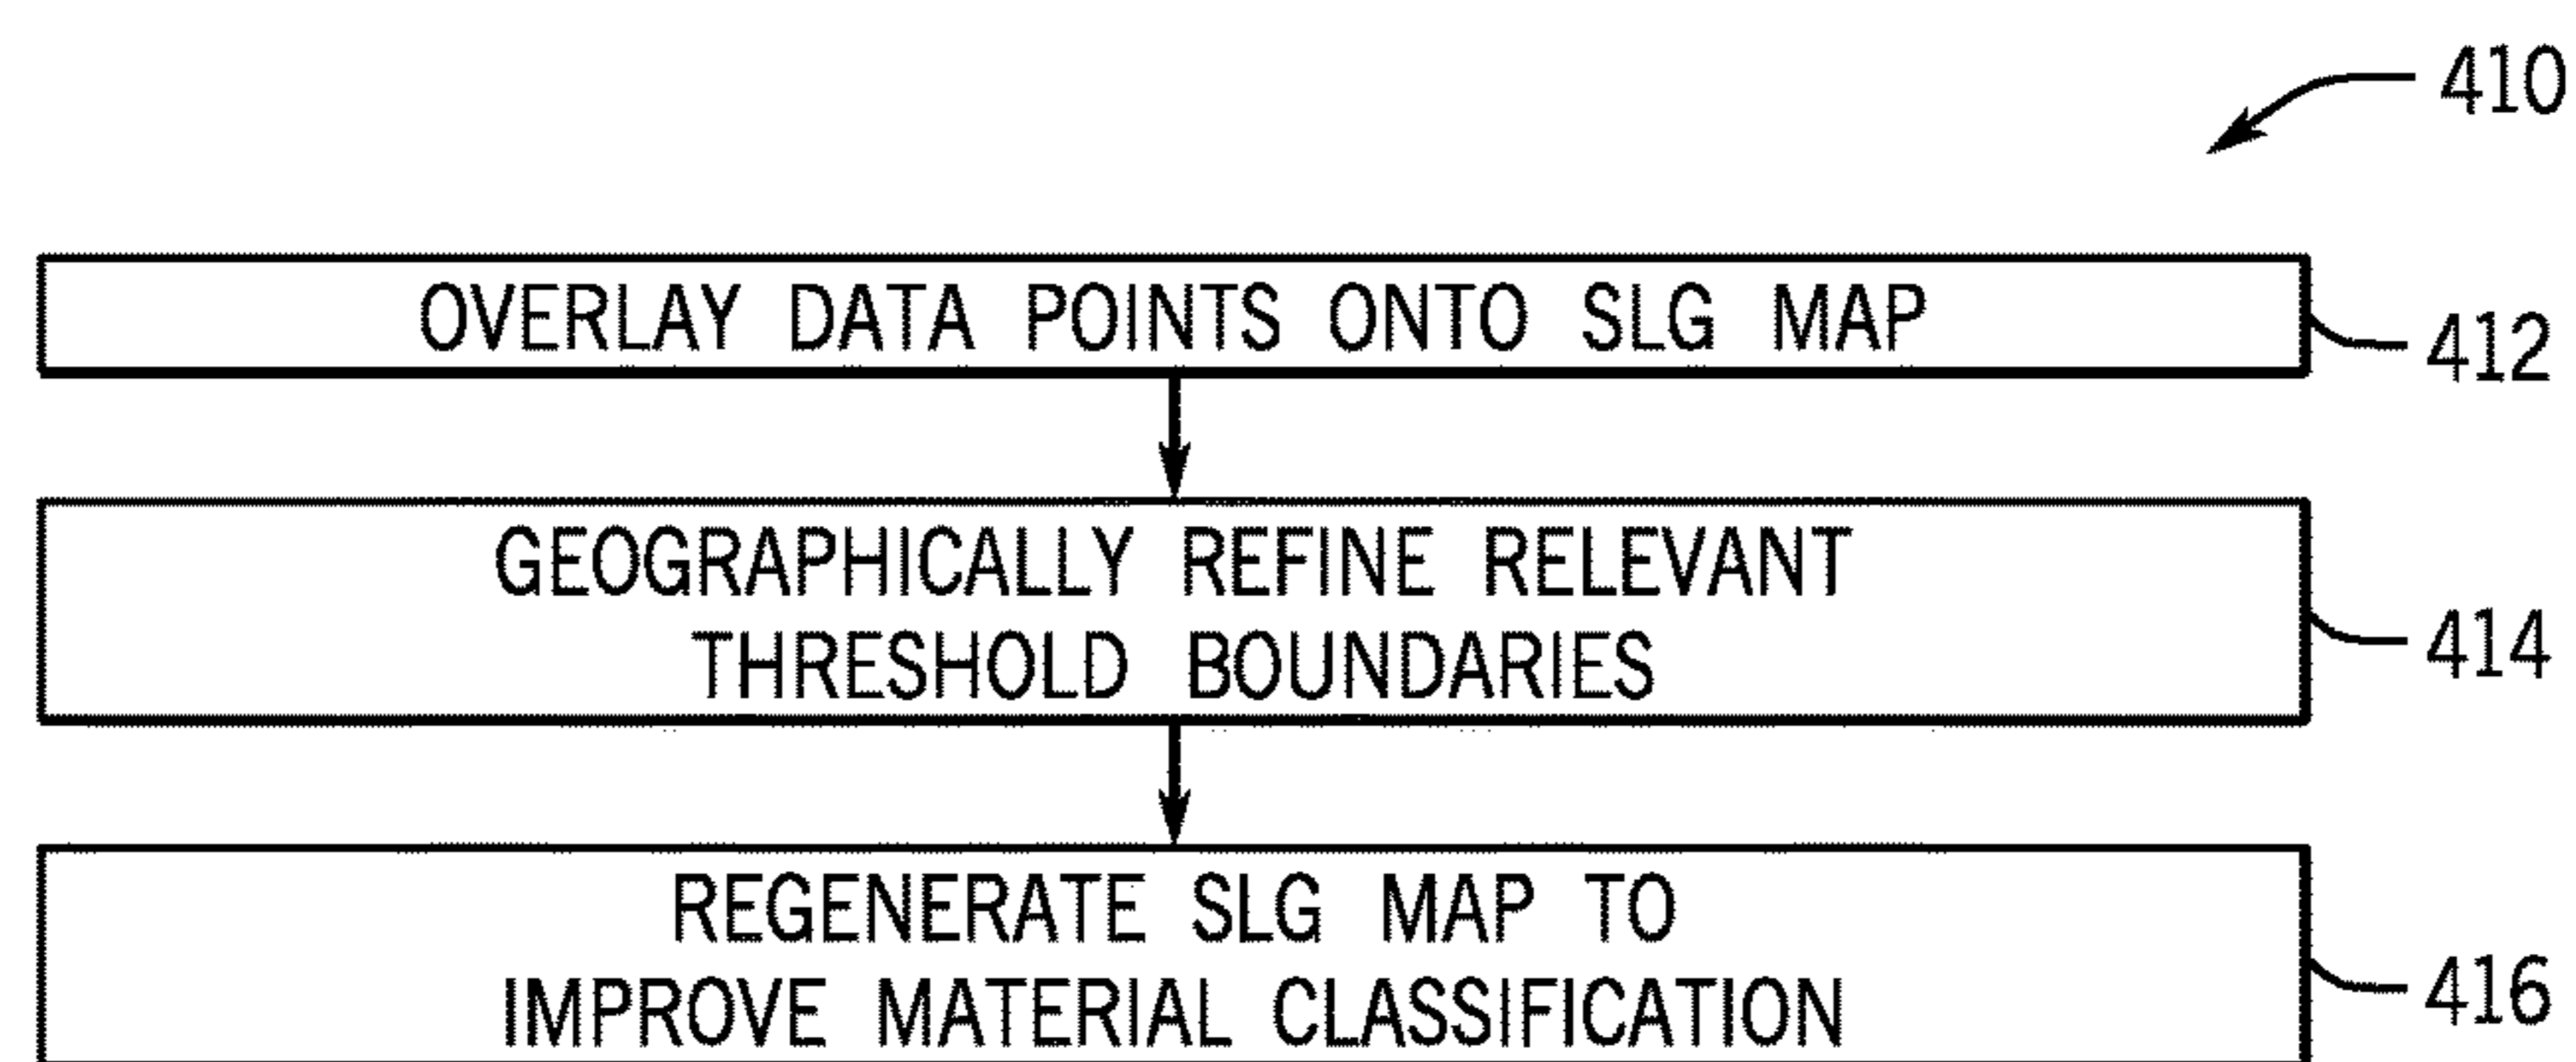 410
OVERLAY DATA POINTS ONTO SLG MAP
412
GEOGRAPHICALLY REFINE RELEVANT
THRESHOLD BOUNDARIES
414
REGENERATE SLG MAP TO
IMPROVE MATERIAL CLASSIFICATION
416